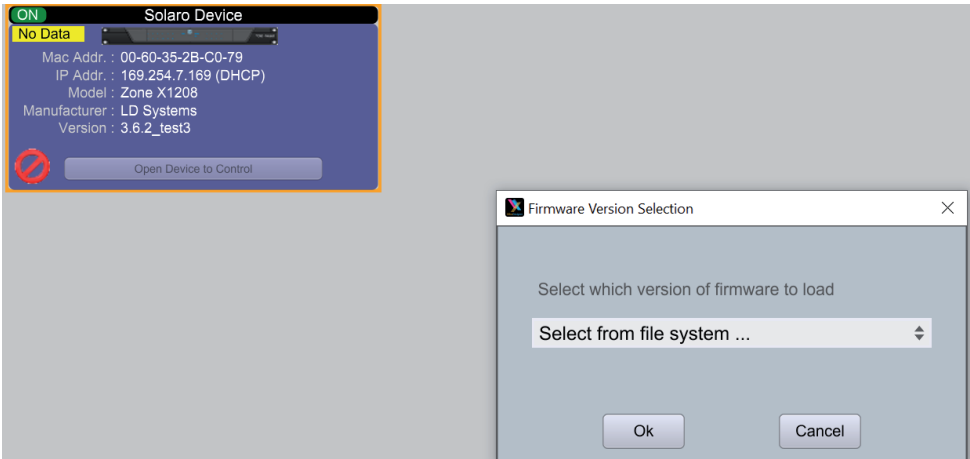 ON Solaro Device
No Data
Mac Addr. : 00-60-35-2B-C0-79
IP Addr. : 169.254.7.169 (DHCP)
Model : Zone X1208
Manufacturer : LD Systems
Version : 3.6.2_test3
Open Device to Control
Firmware Version Selection
Select which version of firmware to load
Select from file system ...
Ok Cancel